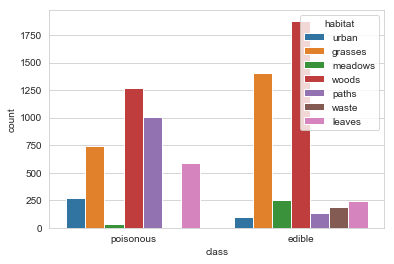 habitat
urban
grasses
meadows
woods
paths
waste
leaves
1750
1500
1250
1000
750
500
250
0
count
poisonous edible
class